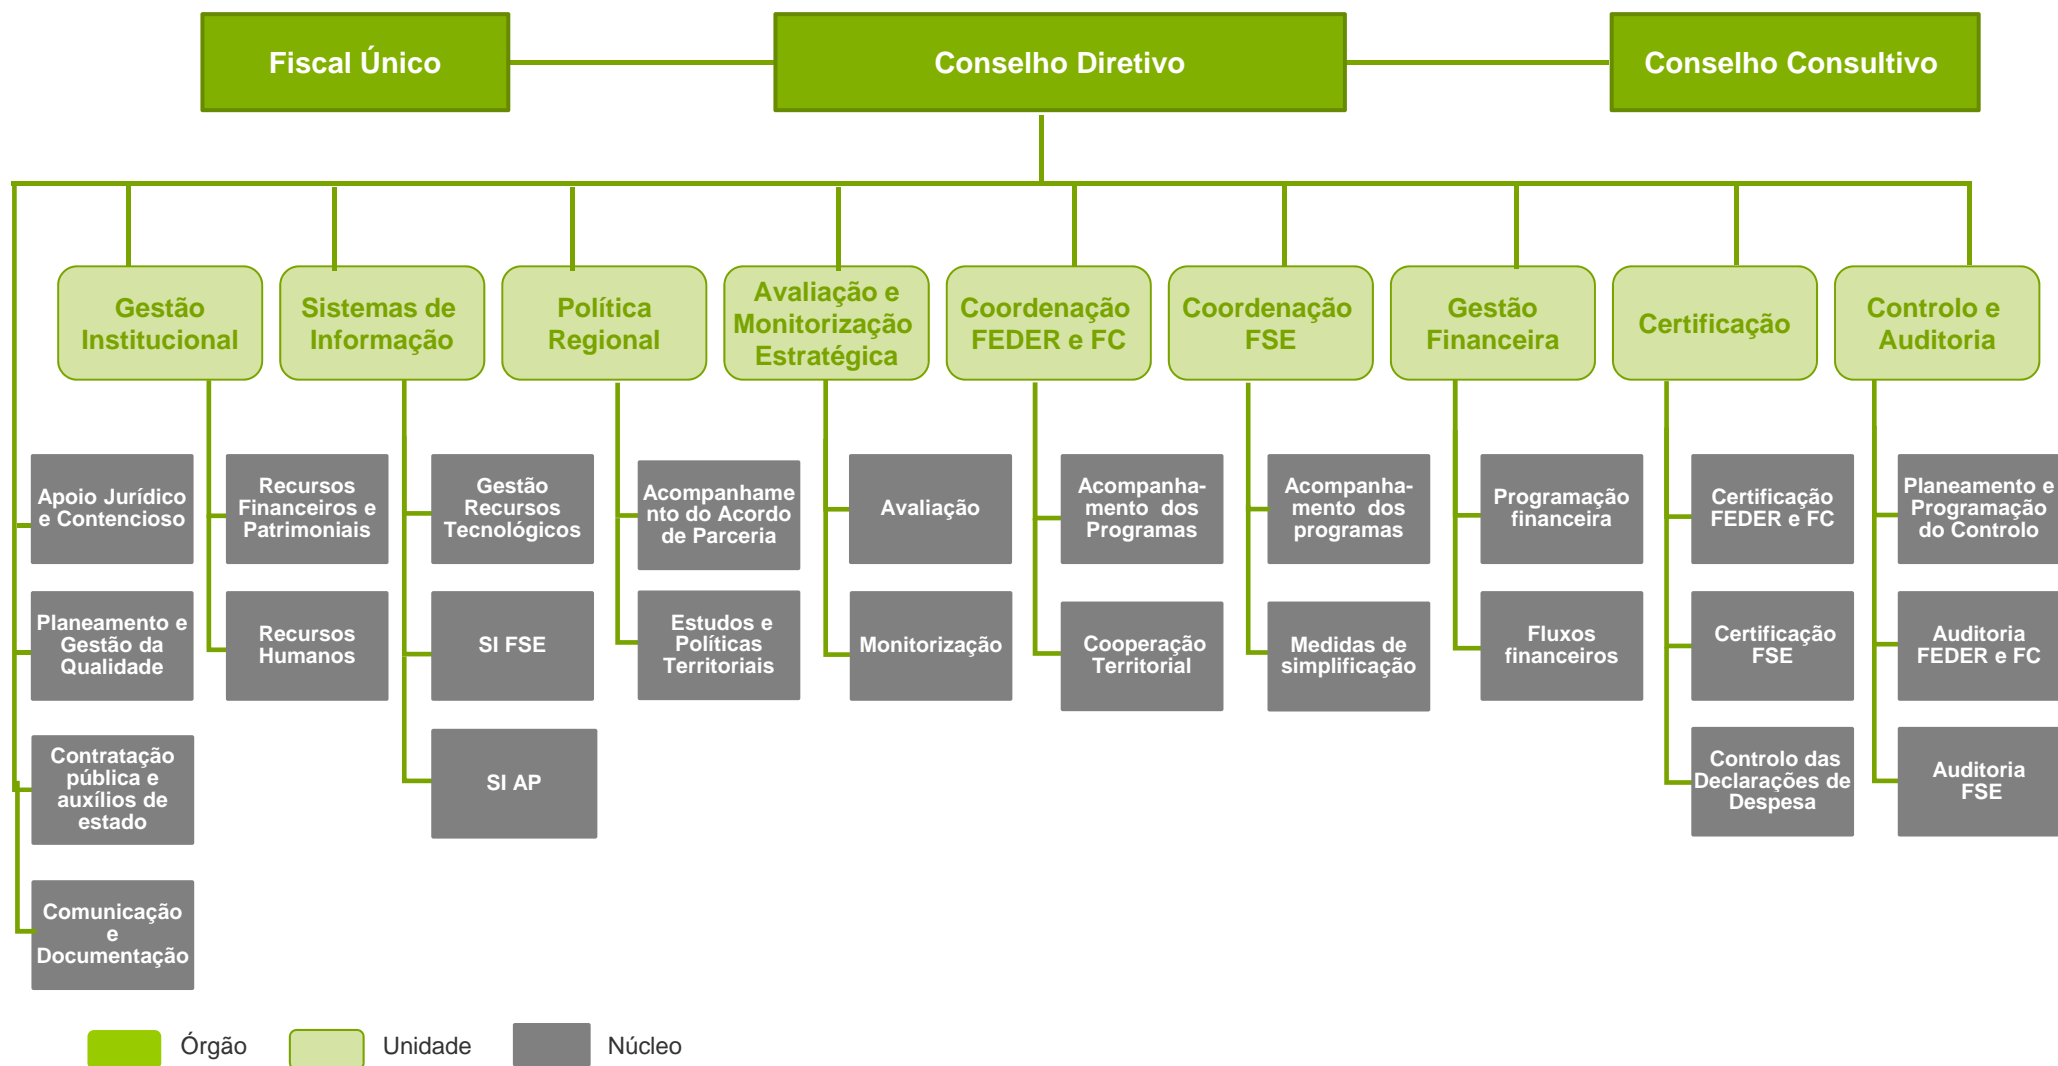 Fiscal Único
Conselho Diretivo
Conselho Consultivo
Gestão
Institucional
Sistemas de
Informação
Política
Regional
Avaliação e
Monitorização
Estratégica
Coordenação
FEDER e FC
Coordenação
FSE
Gestão
Financeira
Certificação
Controlo e
Auditoria
Apoio Jurídico
e Contencioso
Recursos
Financeiros e
Patrimoniais
Gestão
Recursos
Tecnológicos
Acompanhame
nto do Acordo
de Parceria
Avaliação
Acompanha-
mento dos
Programas
Acompanha-
mento dos
programas
Programação
financeira
Certificação
FEDER e FC
Planeamento e
Programação
do Controlo
Planeamento e
Gestão da
Qualidade
Recursos
Humanos
SI FSE
Estudos e
Políticas
Territoriais
Monitorização
Cooperação
Territorial
Medidas de
simplificação
Fluxos
financeiros
Certificação
FSE
Auditoria
FEDER e FC
Contratação
pública e
auxílios de
estado
SI AP
Controlo das
Declarações de
Despesa
Auditoria
FSE
Comunicação
e
Documentação
Órgão
Unidade
Núcleo